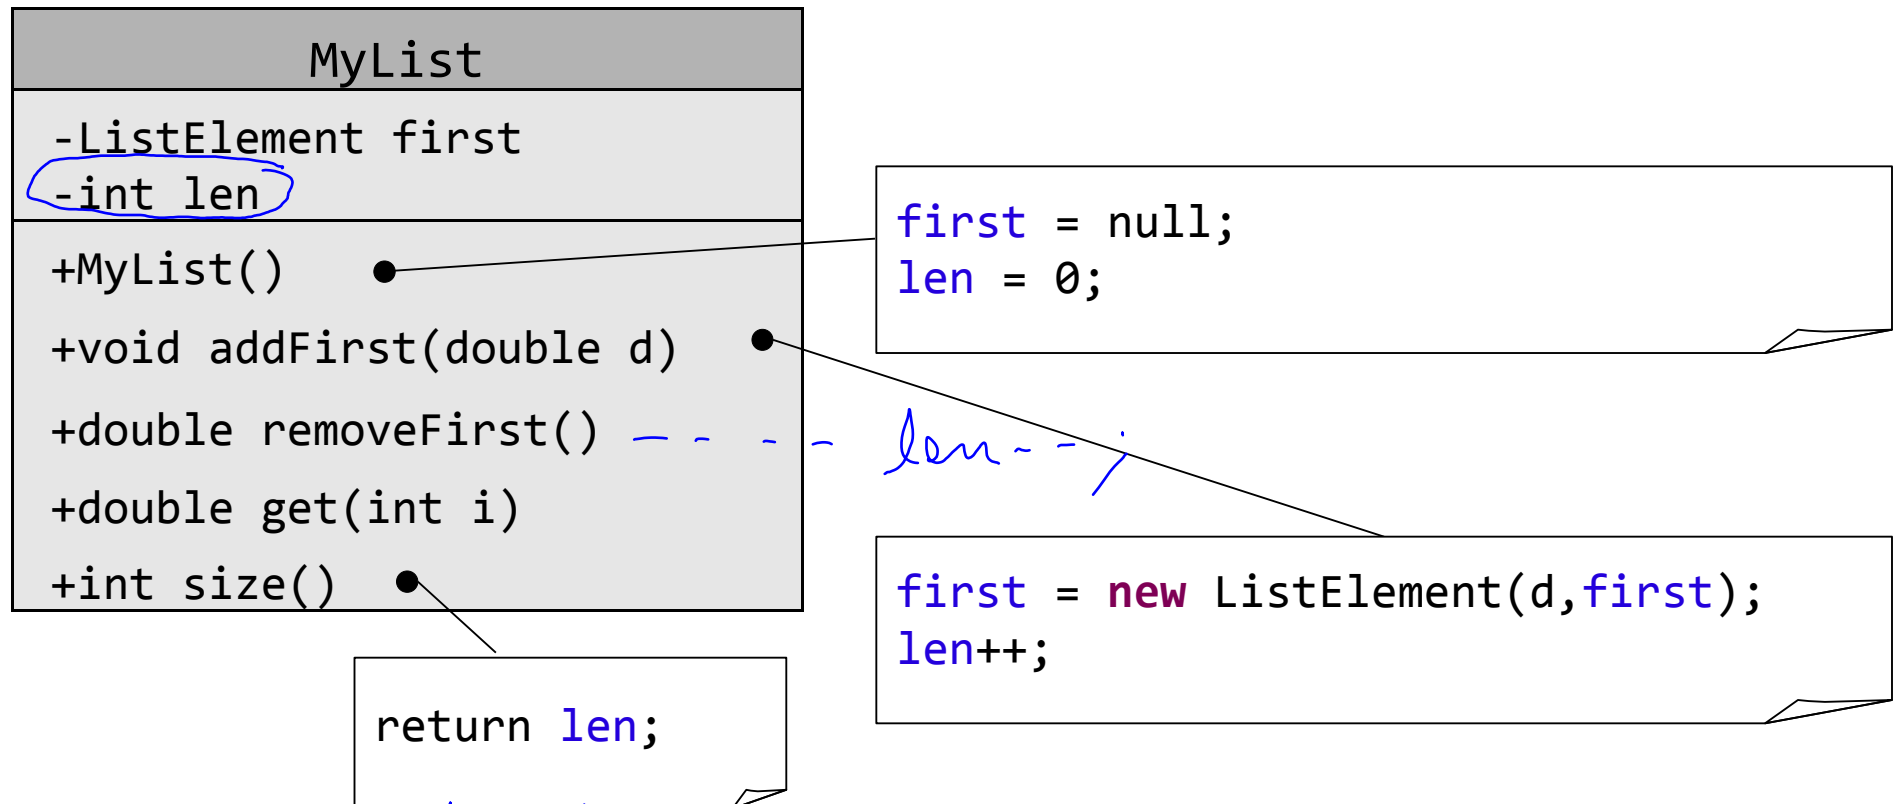 MyList
-ListElement first
-int len
+MyList()
+void addFirst(double d)
+double removeFirst() - - - - len--;
+double get(int i)
+int size()
first = null;
len = 0;
first = new ListElement(d,first);
len++;
return len;